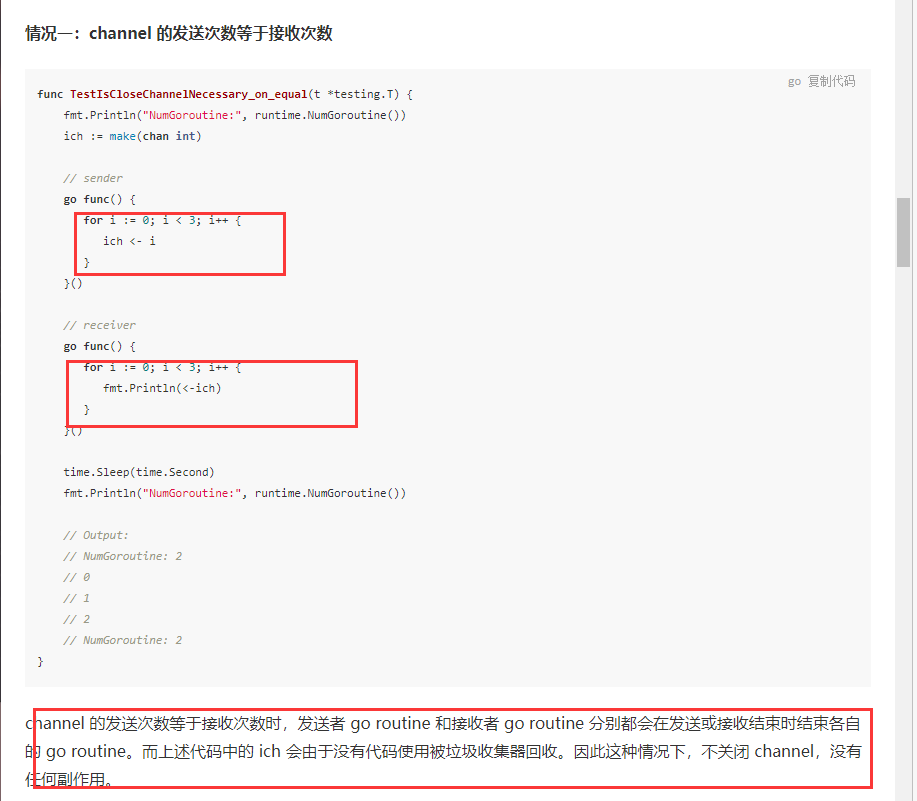 情况一：channel 的发送次数等于接收次数
go 复制代码
func TestIsCloseChannelNecessary_on_equal(t *testing.T) {
    fmt.Println("NumGoroutine:", runtime.NumGoroutine())
    ich := make(chan int)
    // sender
    go func() {
       for i := 0; i < 3; i++ {
          ich <- i
       }
    }()
    // receiver
    go func() {
       for i := 0; i < 3; i++ {
          fmt.Println(<-ich)
       }
    }()
    time.Sleep(time.Second)
    fmt.Println("NumGoroutine:", runtime.NumGoroutine())
    // Output:
    // NumGoroutine: 2
    // 0
    // 1
    // 2
    // NumGoroutine: 2
}
channel 的发送次数等于接收次数时，发送者 go routine 和接收者 go routine 分别都会在发送或接收结束时结束各自
的 go routine。而上述代码中的 ich 会由于没有代码使用被垃圾收集器回收。因此这种情况下，不关闭 channel，没有
任何副作用。